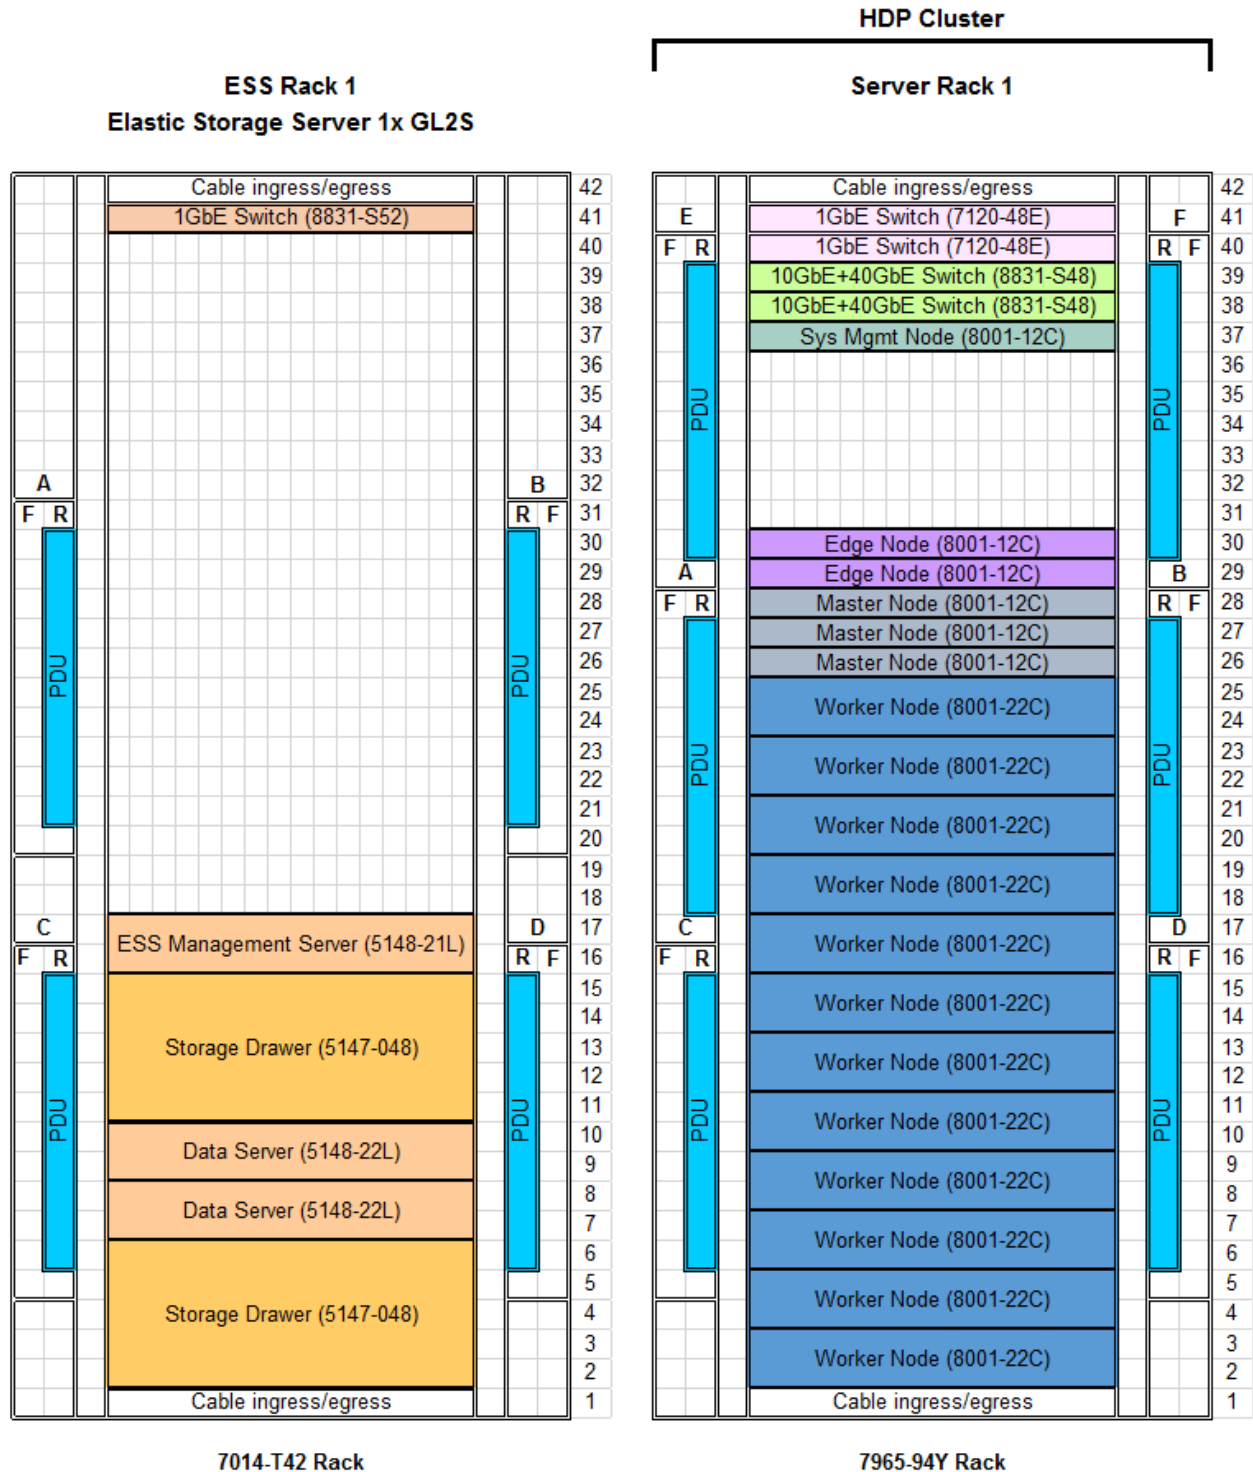 HDP Cluster
ESS Rack 1
Elastic Storage Server 1x GL2S
Server Rack 1
Cable ingress/egress 42
1GbE Switch (8831-S52) 41
40
39
38
37
36
35
34
33
A B 32
F R R F 31
30
29
28
27
PDU PDU 26
25
24
23
22
21
20
19
18
C ESS Management Server (5148-21L) D 17
F R R F 16
15
14
Storage Drawer (5147-048) 13
12
PDU PDU 11
Data Server (5148-22L) 10
9
Data Server (5148-22L) 8
7
6
5
Storage Drawer (5147-048) 4
3
2
Cable ingress/egress 1
7014-T42 Rack
Cable ingress/egress 42
E 1GbE Switch (7120-48E) F 41
F R 1GbE Switch (7120-48E) R F 40
10GbE+40GbE Switch (8831-S48) 39
10GbE+40GbE Switch (8831-S48) 38
Sys Mgmt Node (8001-12C) 37
36
35
PDU PDU 34
33
32
31
Edge Node (8001-12C) 30
A Edge Node (8001-12C) B 29
F R Master Node (8001-12C) R F 28
Master Node (8001-12C) 27
Master Node (8001-12C) 26
Worker Node (8001-22C) 25
24
PDU Worker Node (8001-22C) PDU 23
22
Worker Node (8001-22C) 21
20
Worker Node (8001-22C) 19
18
C Worker Node (8001-22C) D 17
F R R F 16
Worker Node (8001-22C) 15
14
Worker Node (8001-22C) 13
12
PDU Worker Node (8001-22C) PDU 11
10
Worker Node (8001-22C) 9
8
Worker Node (8001-22C) 7
6
Worker Node (8001-22C) 5
4
Worker Node (8001-22C) 3
2
Cable ingress/egress 1
7965-94Y Rack